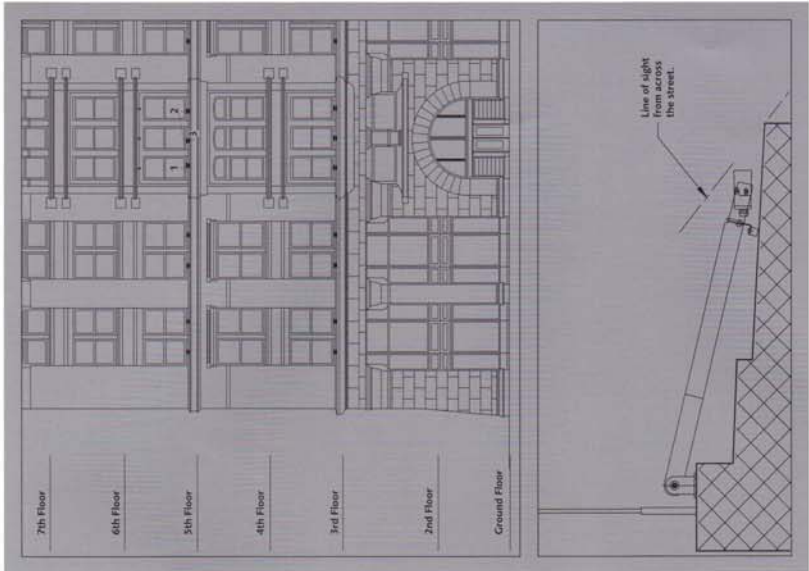 7th Floor
6th Floor
5th Floor
4th Floor
3rd Floor
2nd Floor
Ground Floor
1
2
3
Line of sight
from across
the street.